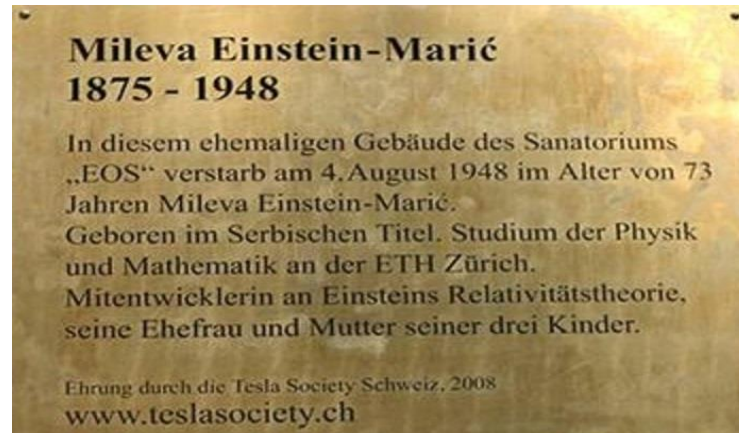 Mileva Einstein-Marić
1875 - 1948
In diesem ehemaligen Gebäude des Sanatoriums
„EOS“ verstarb am 4. August 1948 im Alter von 73
Jahren Mileva Einstein-Marić.
Geboren im Serbischen Titel. Studium der Physik
und Mathematik an der ETH Zürich.
Mitentwicklerin an Einsteins Relativitätstheorie,
seine Ehefrau und Mutter seiner drei Kinder.
Ehrung durch die Tesla Society Schweiz, 2008
www.teslasociety.ch